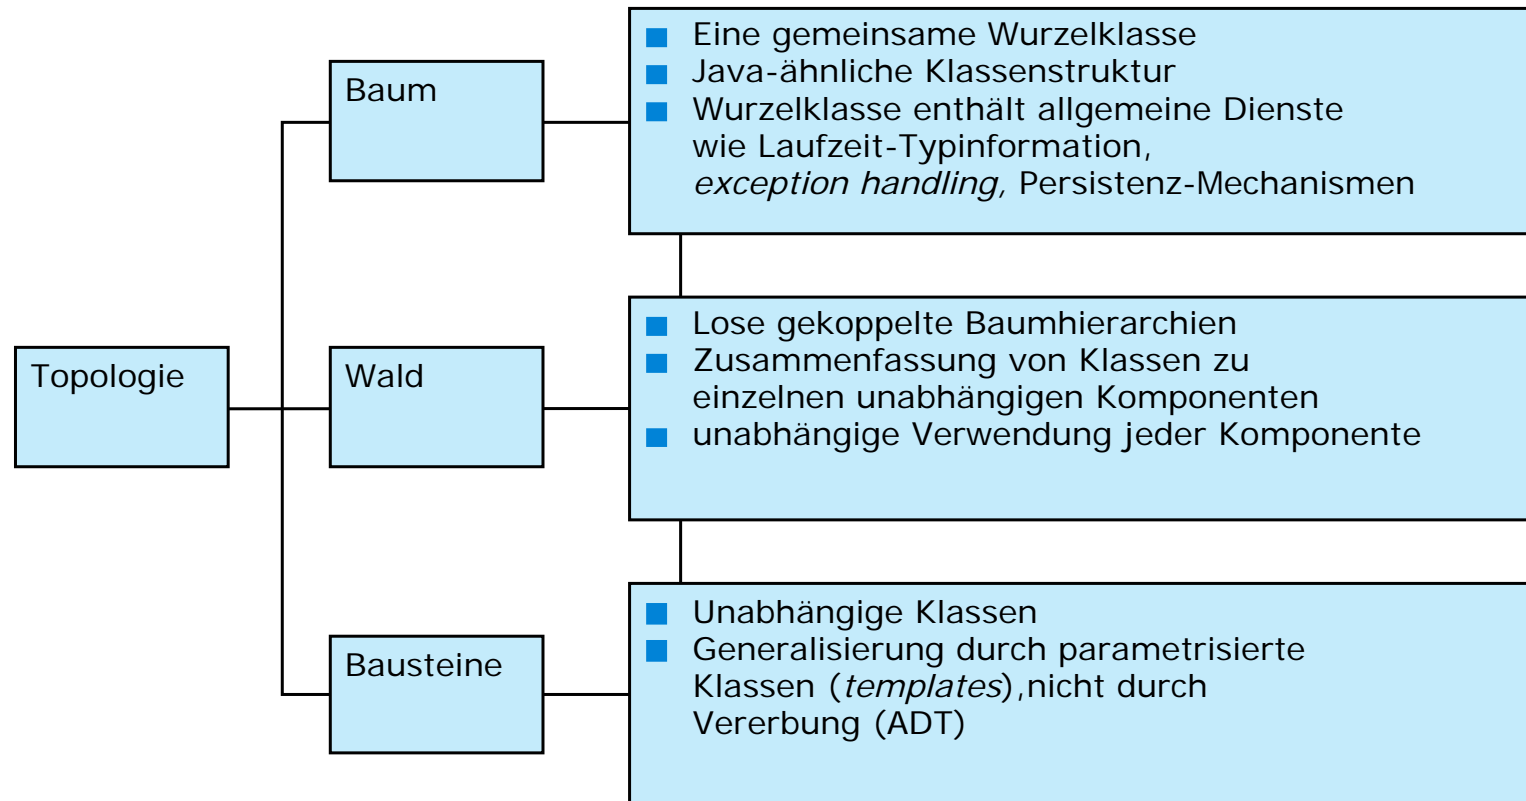 Topologie
Baum
Eine gemeinsame Wurzelklasse
Java-ähnliche Klassenstruktur
Wurzelklasse enthält allgemeine Dienste
wie Laufzeit-Typinformation,
exception handling, Persistenz-Mechanismen
Wald
Lose gekoppelte Baumhierarchien
Zusammenfassung von Klassen zu
einzelnen unabhängigen Komponenten
unabhängige Verwendung jeder Komponente
Bausteine
Unabhängige Klassen
Generalisierung durch parametrisierte
Klassen (templates),nicht durch
Vererbung (ADT)